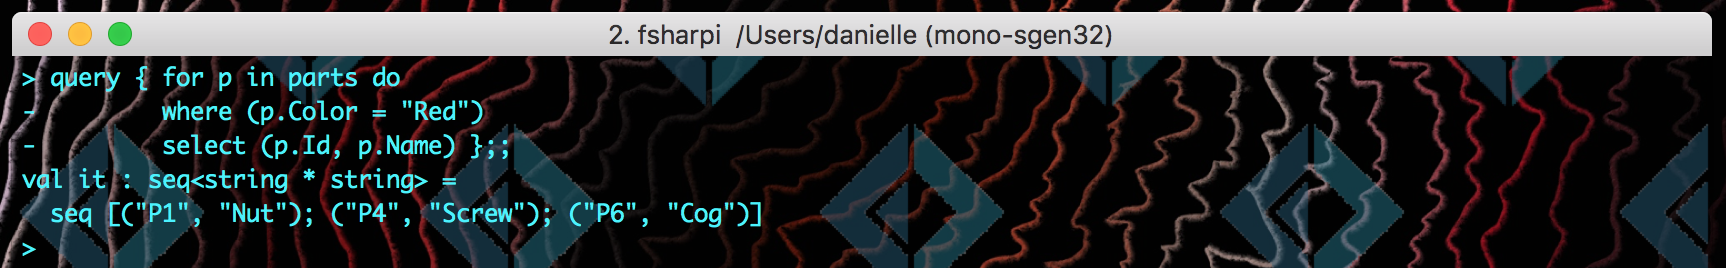 2. fsharpi  /Users/danielle (mono-sgen32)
> query { for p in parts do
-         where (p.Color = "Red")
-         select (p.Id, p.Name) };;
val it : seq<string * string> =
  seq [("P1", "Nut"); ("P4", "Screw"); ("P6", "Cog")]
>